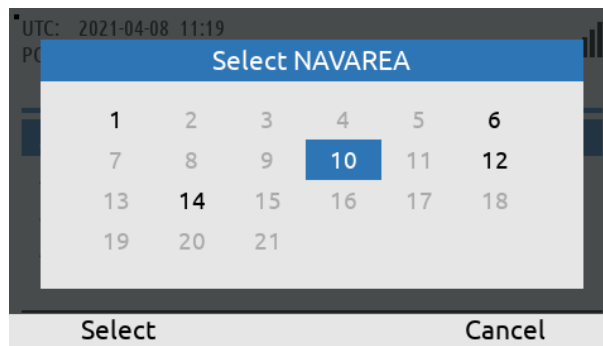 UTC: 2021-04-08 11:19
PO
Select NAVAREA
1 2 3 4 5 6
7 8 9 10 11 12
13 14 15 16 17 18
19 20 21
Select Cancel